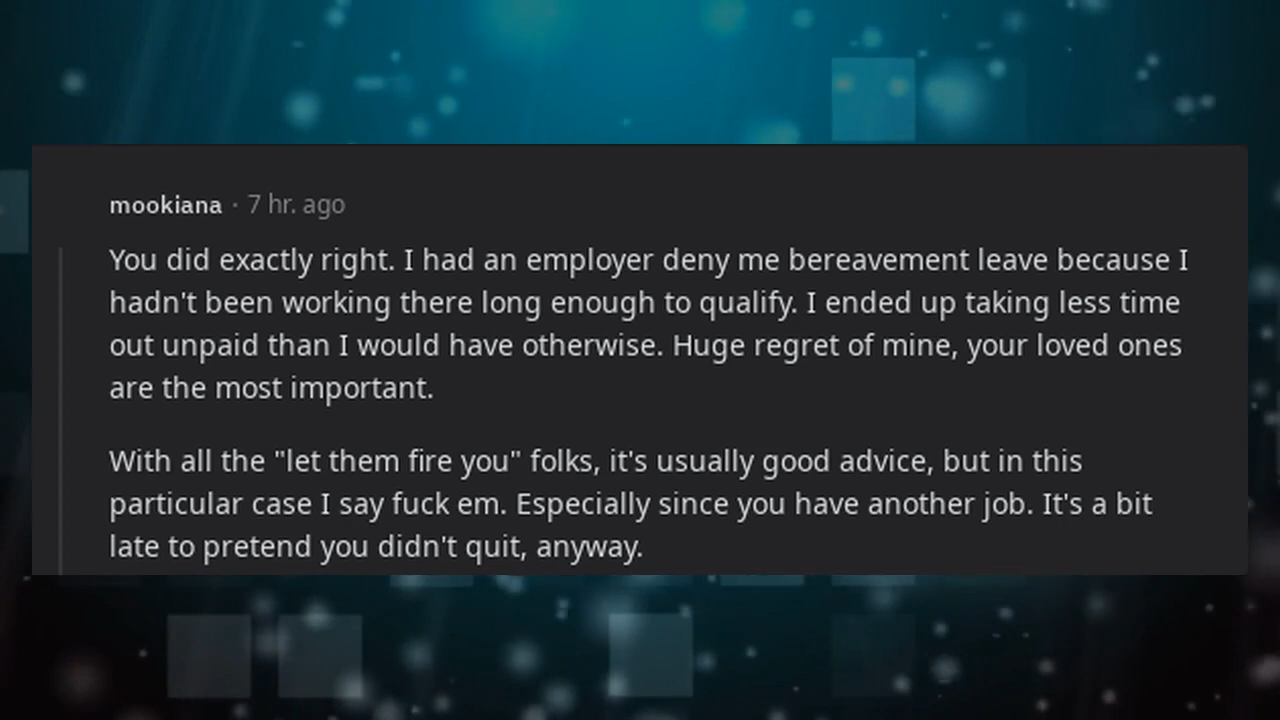 mookiana · 7 hr. ago
You did exactly right. I had an employer deny me bereavement leave because I
hadn't been working there long enough to qualify. I ended up taking less time
out unpaid than I would have otherwise. Huge regret of mine, your loved ones
are the most important.
With all the "let them fire you" folks, it's usually good advice, but in this
particular case I say fuck em. Especially since you have another job. It's a bit
late to pretend you didn't quit, anyway.